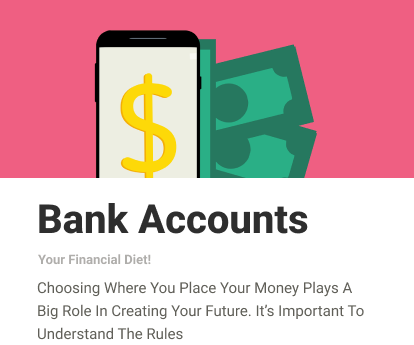 $
Bank Accounts
Your Financial Diet!
Choosing Where You Place Your Money Plays A
Big Role In Creating Your Future. It’s Important To
Understand The Rules